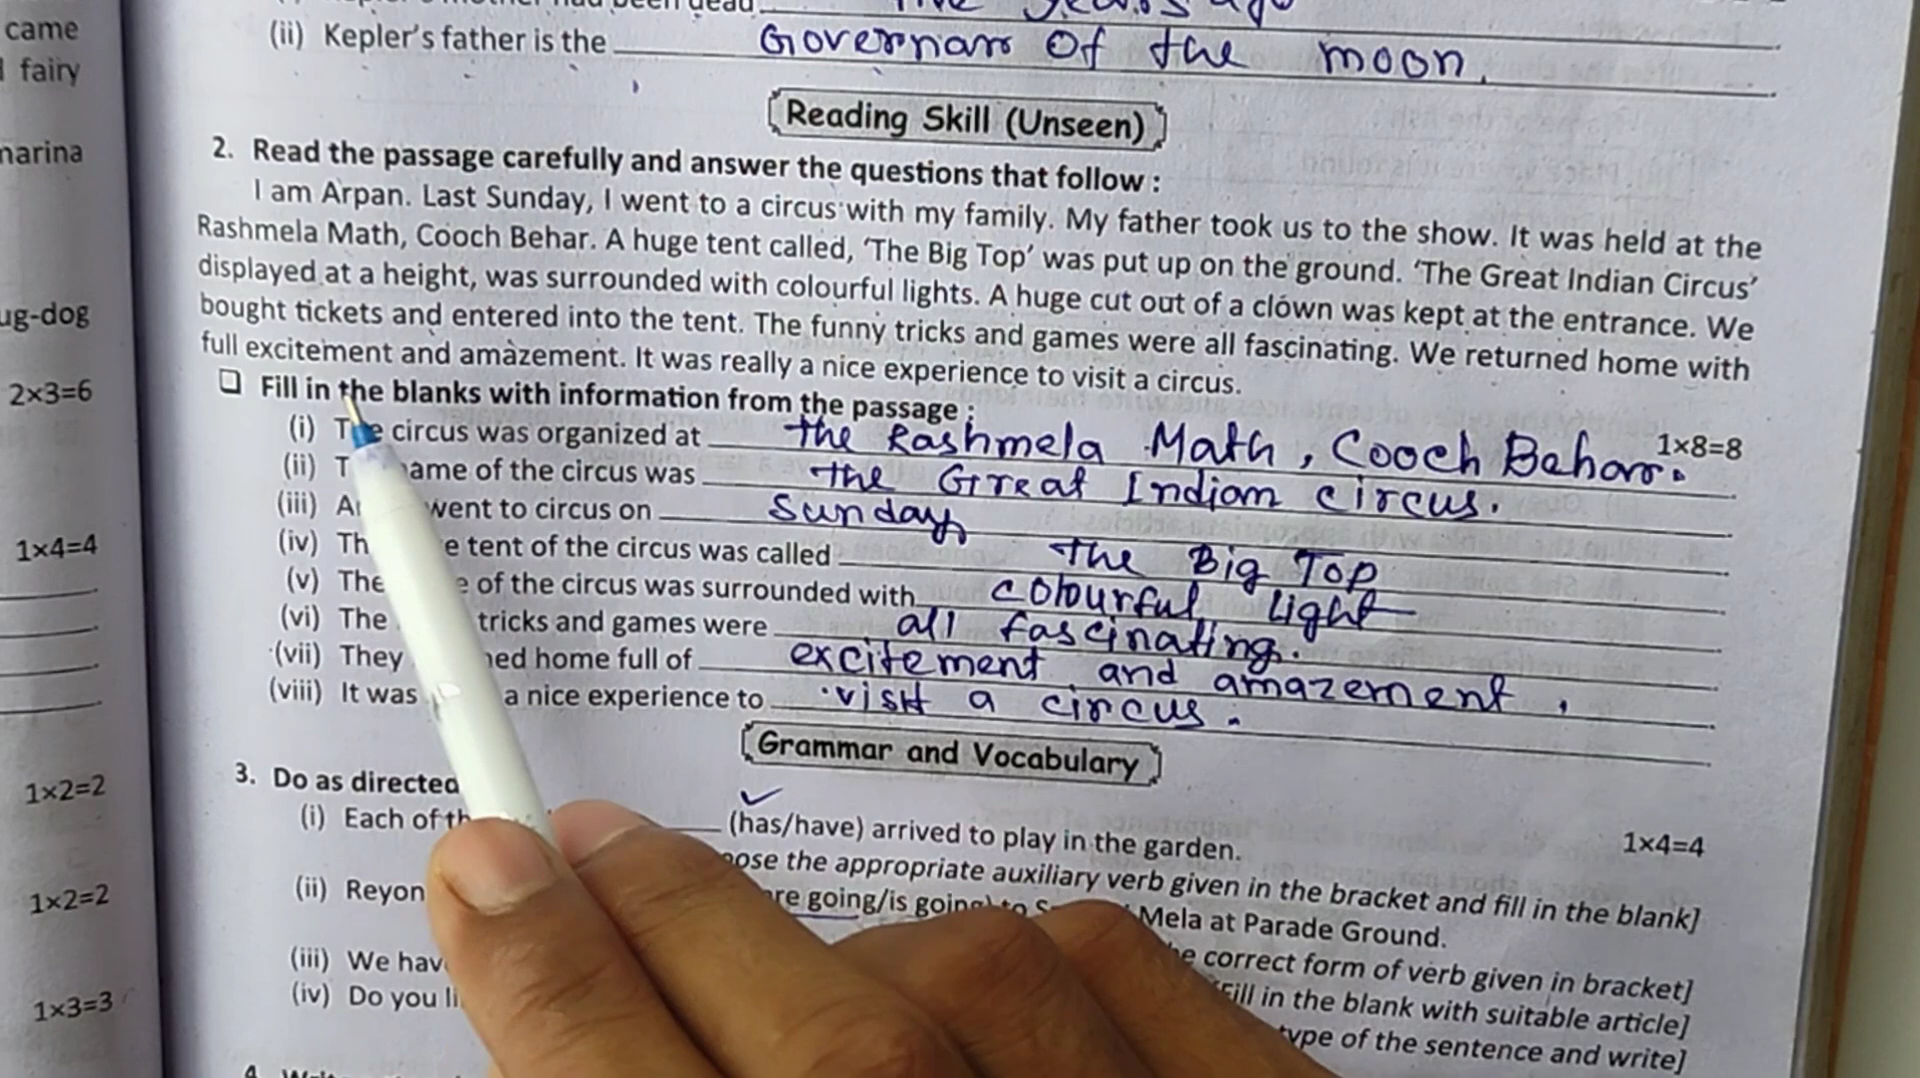 came
fairy
marina
ug-dog
2×3=6
1×4=4
1×2=2
1×2=2
1×3=3
(ii) Kepler's father is the Governar of the moon.
Reading Skill (Unseen)
2. Read the passage carefully and answer the questions that follow :
I am Arpan. Last Sunday, I went to a circus with my family. My father took us to the show. It was held at the
Rashmela Math, Cooch Behar. A huge tent called, 'The Big Top' was put up on the ground. 'The Great Indian Circus'
displayed at a height, was surrounded with colourful lights. A huge cut out of a clown was kept at the entrance. We
bought tickets and entered into the tent. The funny tricks and games were all fascinating. We returned home with
full excitement and amazement. It was really a nice experience to visit a circus.
❑ Fill in the blanks with information from the passage : 1×8=8
(i) The circus was organized at the Rashmela Math, Cooch Behar.
(ii) T ame of the circus was the Great Indian circus.
(iii) A went to circus on Sunday
(iv) Th e tent of the circus was called the Big Top
(v) The e of the circus was surrounded with colourful light
(vi) The tricks and games were all fascinating.
(vii) They ned home full of excitement and amazement.
(viii) It was a nice experience to visit a circus.
Grammar and Vocabulary
3. Do as directed 1×4=4
(i) Each of th (has/have) arrived to play in the garden.
ose the appropriate auxiliary verb given in the bracket and fill in the blank]
(ii) Reyon re going/is going) to Mela at Parade Ground.
e correct form of verb given in bracket]
(iii) We hav Fill in the blank with suitable article]
(iv) Do you li type of the sentence and write]